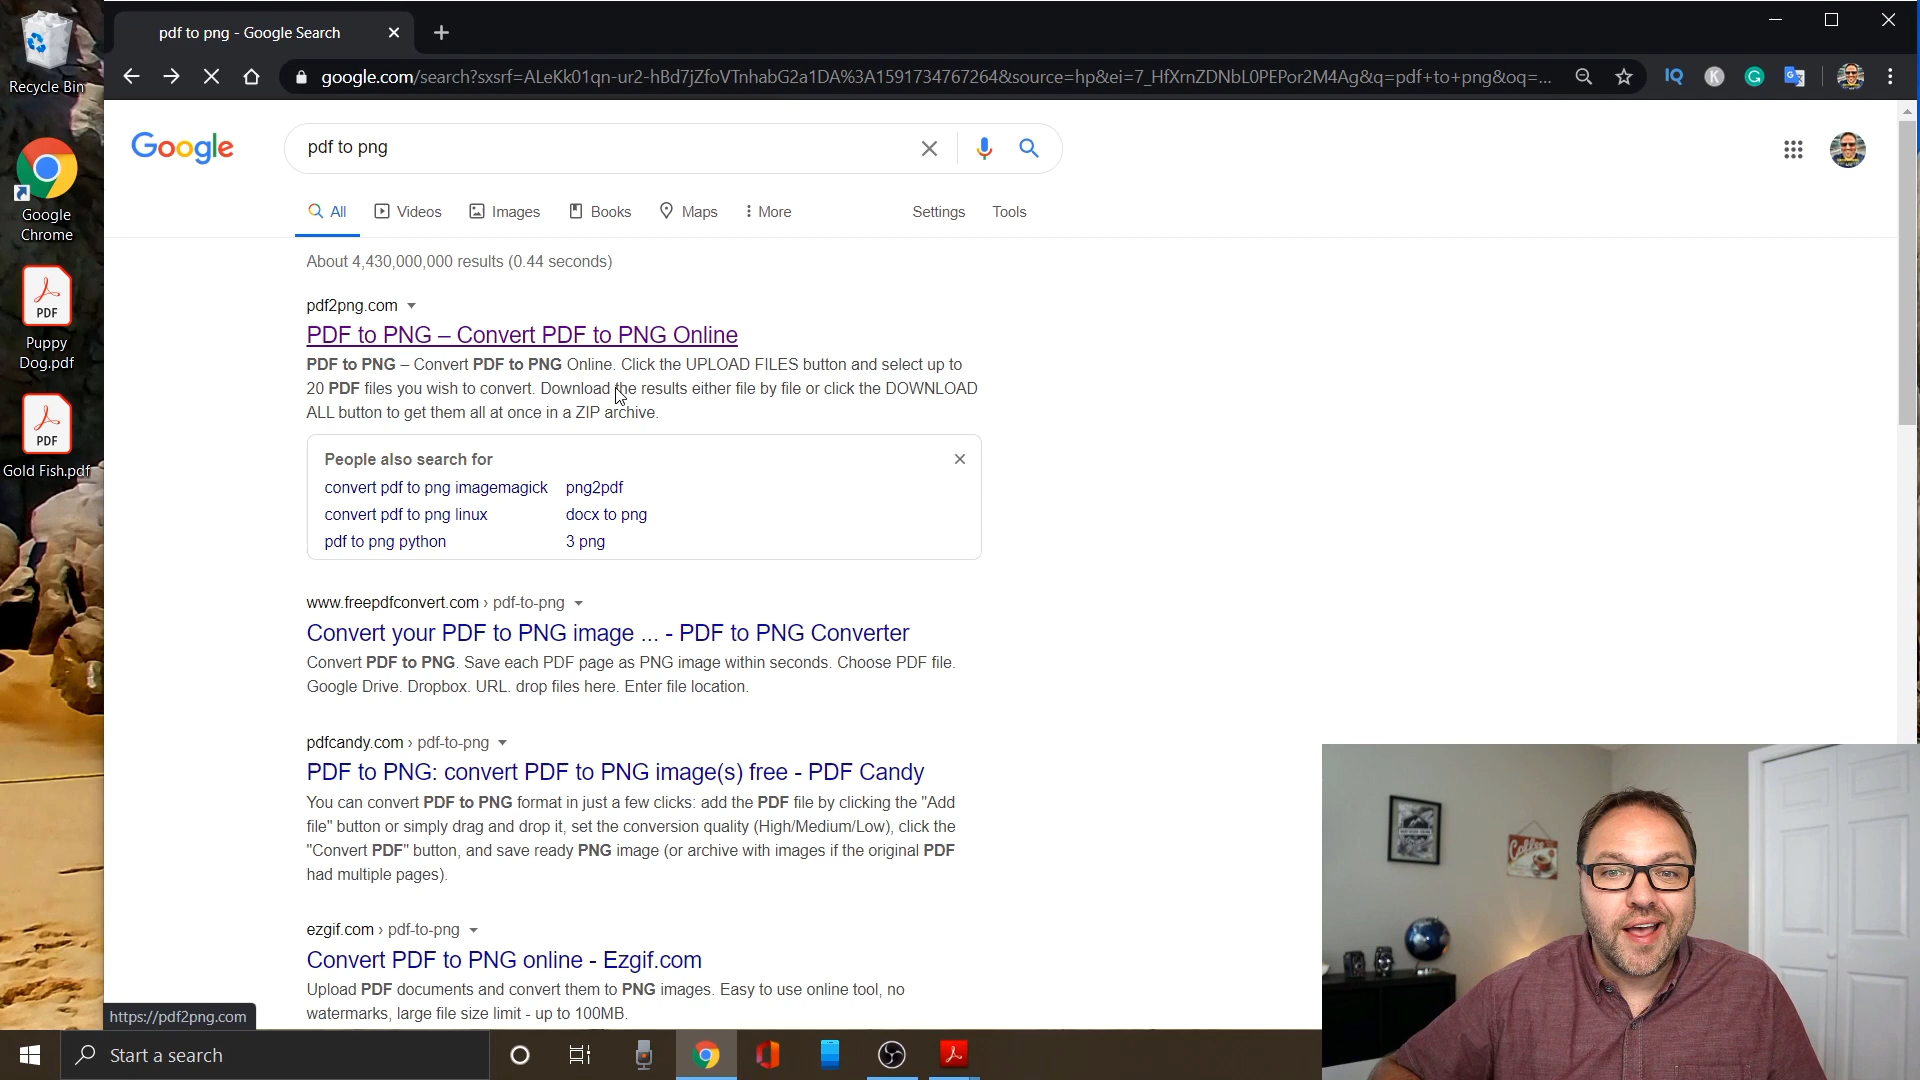 Recycle Bin
Google
Chrome
PDF
Puppy
Dog.pdf
PDF
Gold Fish.pdf
pdf to png - Google Search
google.com/search?sxsrf=ALeKk01qn-ur2-hBd7jZfoVTnhabG2a1DA%3A1591734767264&source=hp&ei=7_HfXrnZDNbL0PEPor2M4Ag&q=pdf+to+png&oq=...
IQ
K
G
Google
pdf to png
All Videos Images Books Maps More Settings Tools
About 4,430,000,000 results (0.44 seconds)
pdf2png.com
PDF to PNG – Convert PDF to PNG Online
PDF to PNG – Convert PDF to PNG Online. Click the UPLOAD FILES button and select up to
20 PDF files you wish to convert. Download the results either file by file or click the DOWNLOAD
ALL button to get them all at once in a ZIP archive.
People also search for
convert pdf to png imagemagick png2pdf
convert pdf to png linux docx to png
pdf to png python 3 png
www.freepdfconvert.com › pdf-to-png
Convert your PDF to PNG image ... - PDF to PNG Converter
Convert PDF to PNG. Save each PDF page as PNG image within seconds. Choose PDF file.
Google Drive. Dropbox. URL. drop files here. Enter file location.
pdfcandy.com › pdf-to-png
PDF to PNG: convert PDF to PNG image(s) free - PDF Candy
You can convert PDF to PNG format in just a few clicks: add the PDF file by clicking the "Add
file" button or simply drag and drop it, set the conversion quality (High/Medium/Low), click the
"Convert PDF" button, and save ready PNG image (or archive with images if the original PDF
had multiple pages).
ezgif.com › pdf-to-png
Convert PDF to PNG online - Ezgif.com
Upload PDF documents and convert them to PNG images. Easy to use online tool, no
watermarks, large file size limit - up to 100MB.
https://pdf2png.com
Start a search
Coffee